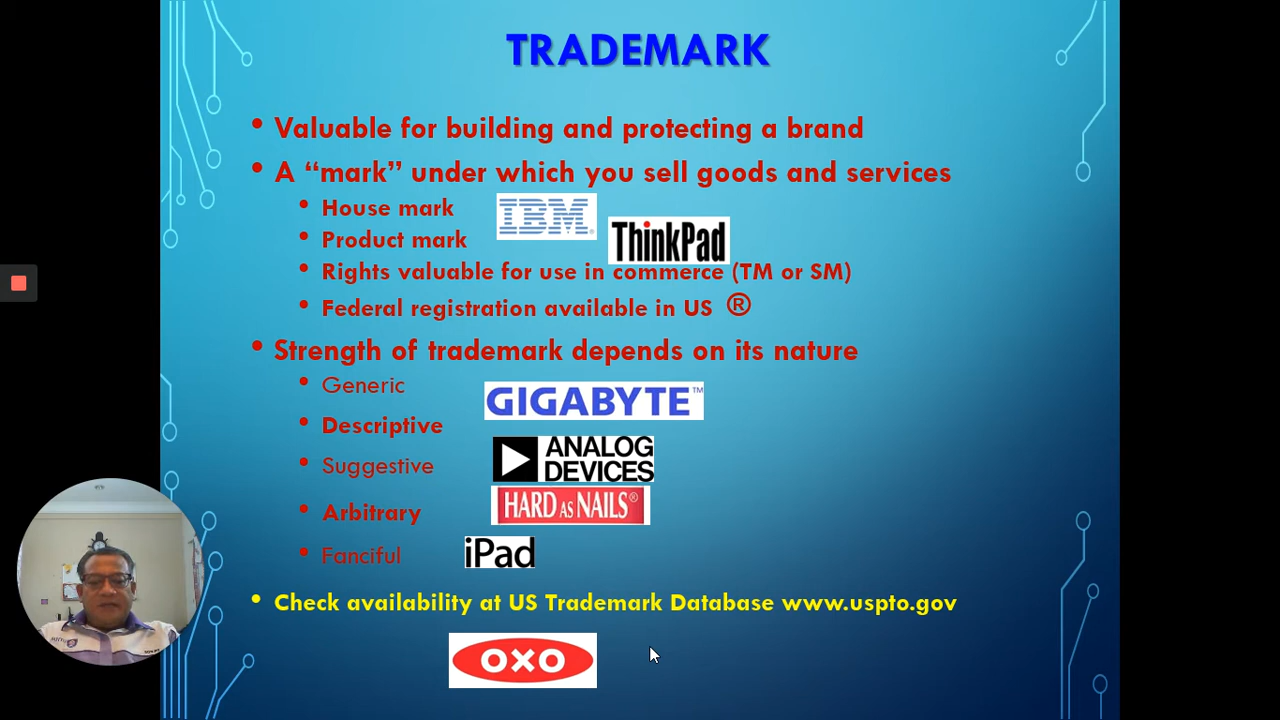 TRADEMARK
• Valuable for building and protecting a brand
• A “mark” under which you sell goods and services
• House mark
IBM®
• Product mark
ThinkPad
• Rights valuable for use in commerce (TM or SM)
• Federal registration available in US ®
• Strength of trademark depends on its nature
• Generic
GIGABYTE™
• Descriptive
ANALOG
DEVICES
• Suggestive
HARD AS NAILS®
• Arbitrary
iPad
• Fanciful
• Check availability at US Trademark Database www.uspto.gov
OXO